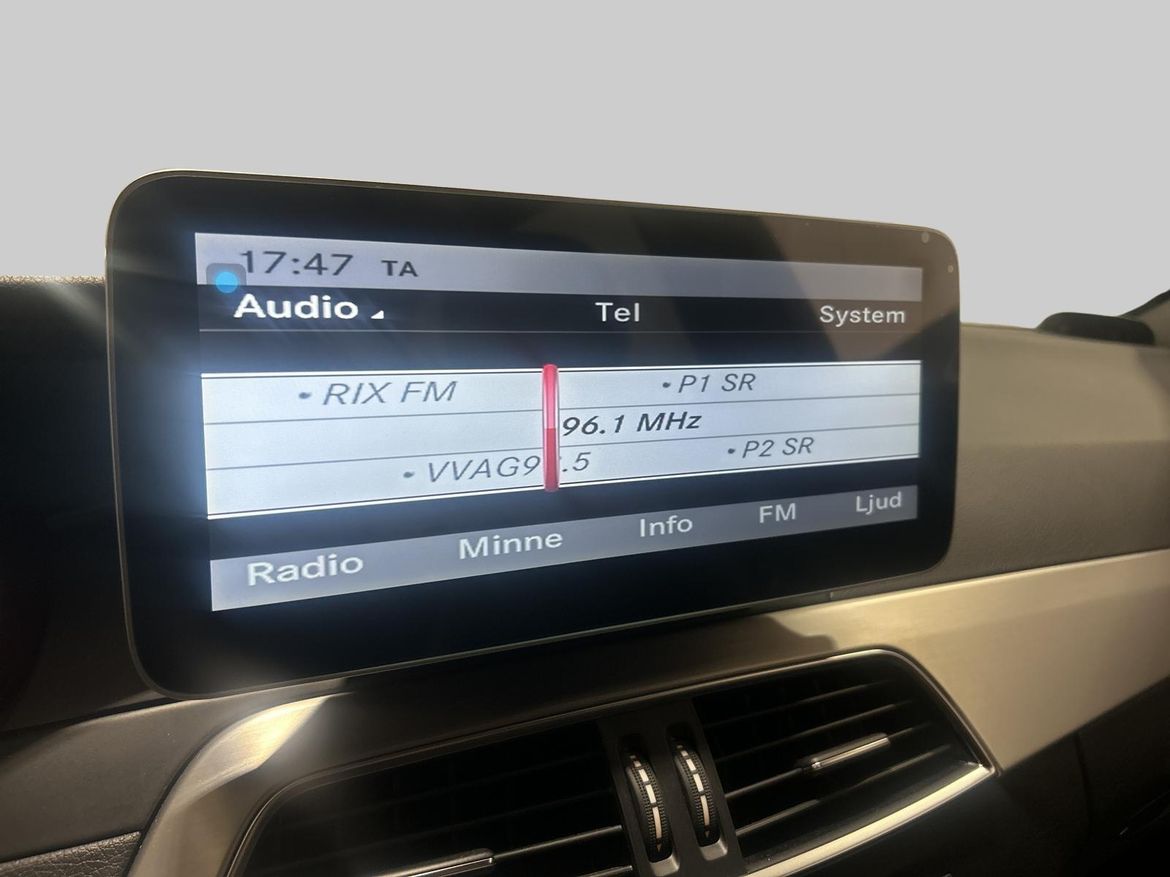 17:47 TA
Audio Tel System
• RIX FM • P1 SR
96.1 MHz
• P2 SR
Radio Minne Info FM Ljud